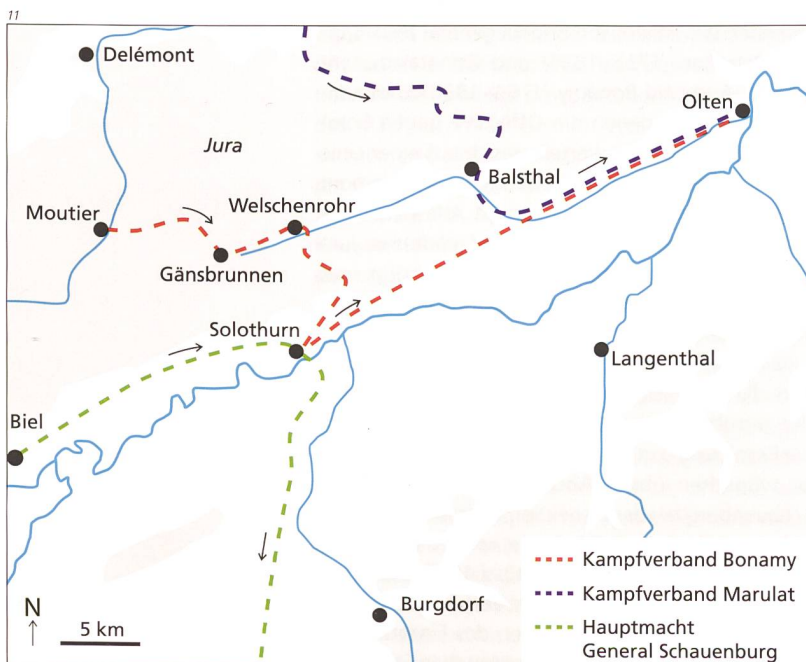 11
Delémont
Olten
Jura
Balsthal
Moutier
Welschenrohr
Gänsbrunnen
Solothurn
Langenthal
Biel
Burgdorf
N
5 km
Kampfverband Bonamy
Kampfverband Marulat
Hauptmacht
General Schauenburg